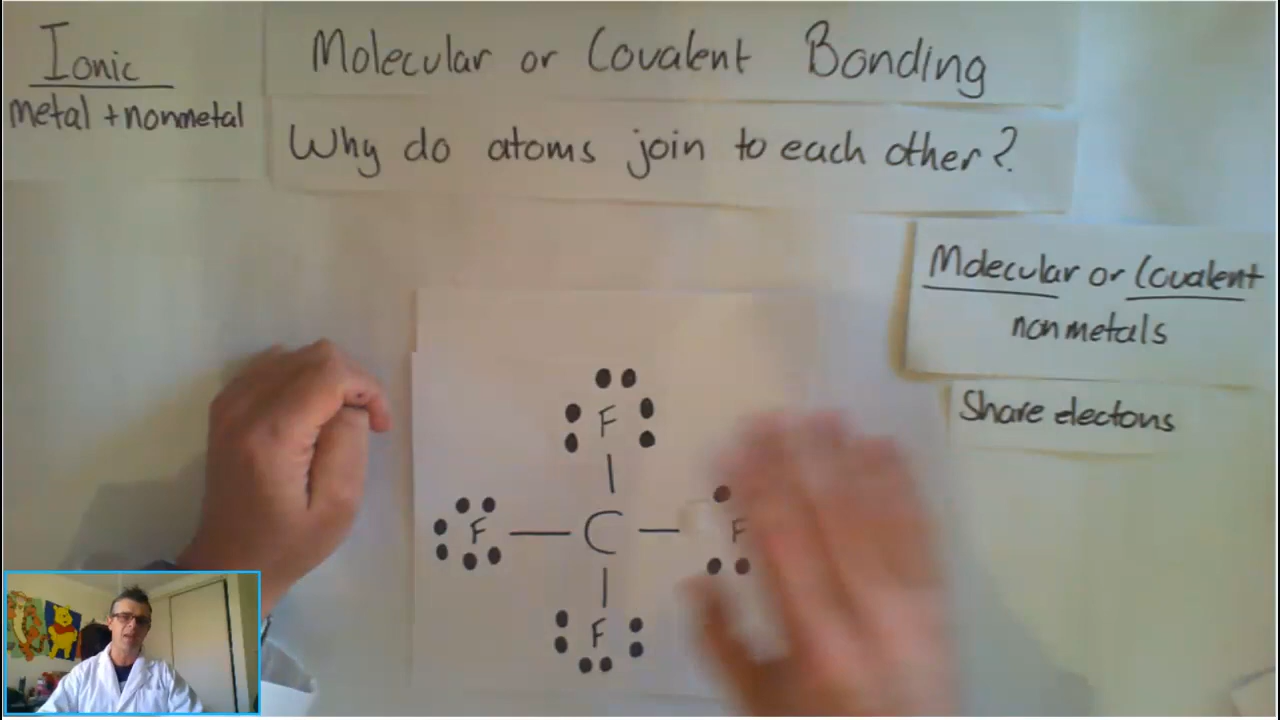 Ionic
metal + nonmetal
Molecular or Covalent Bonding
Why do atoms join to each other?
Molecular or Covalent
nonmetals
Share electons
F
F — C — F
F